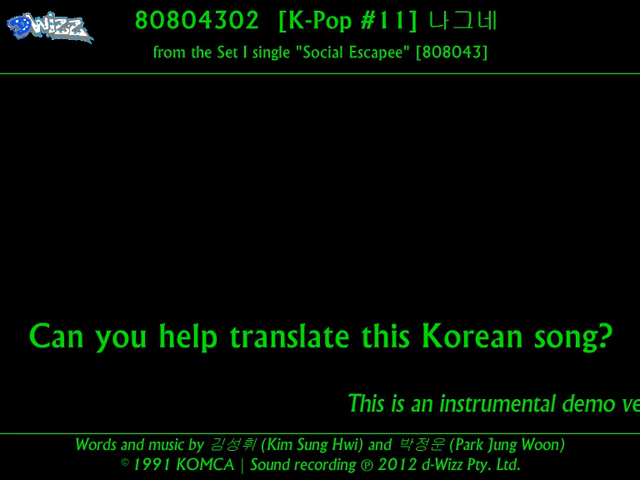 dWizz
80804302 [K-Pop #11] 나그네
from the Set I single "Social Escapee" [808043]
Can you help translate this Korean song?
This is an instrumental demo ve
Words and music by 김성휘 (Kim Sung Hwi) and 박정운 (Park Jung Woon)
© 1991 KOMCA | Sound recording ℗ 2012 d-Wizz Pty. Ltd.